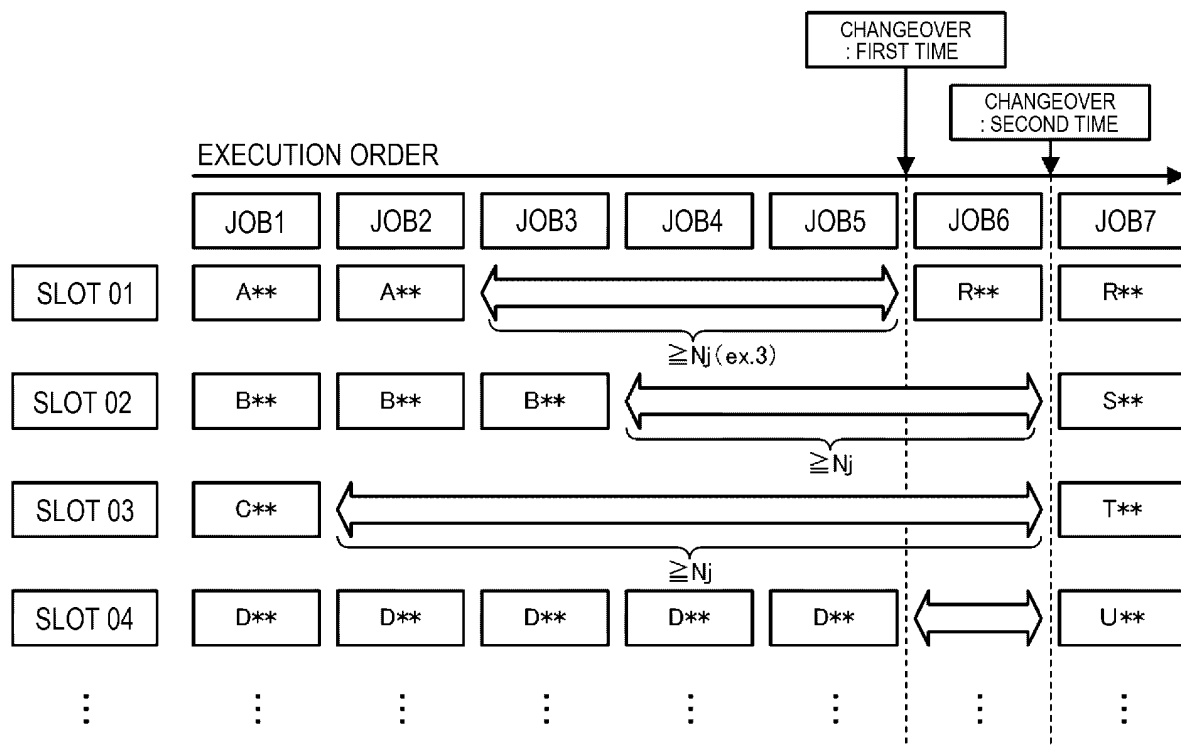 CHANGEOVER
: FIRST TIME
CHANGEOVER
: SECOND TIME
EXECUTION ORDER
JOB1 JOB2 JOB3 JOB4 JOB5 JOB6 JOB7
SLOT 01 A** A** R** R**
≧Nj(ex.3)
SLOT 02 B** B** B** S**
≧Nj
SLOT 03 C** T**
≧Nj
SLOT 04 D** D** D** D** D** U**
⋮ ⋮ ⋮ ⋮ ⋮ ⋮ ⋮ ⋮